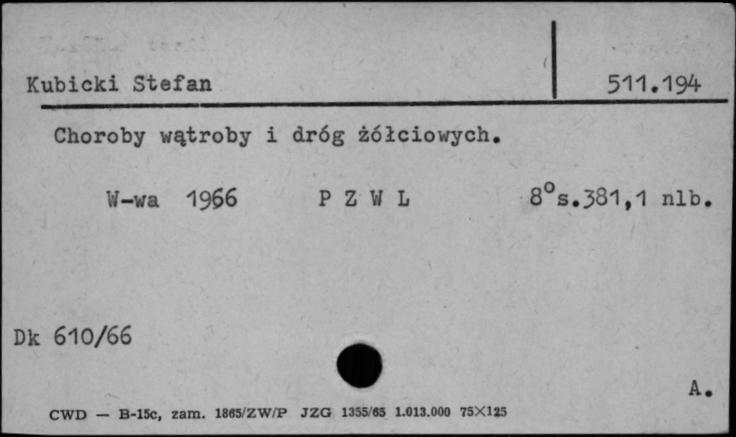 Kubicki Stefan 511.194
Choroby wątroby i dróg żółciowych.
W-wa 1966 P Z W L 8°s.381,1 nlb.
Dk 610/66
A.
CWD — B-15c, zam. 1865/ZW/P JZG 1355/65 1.013.000 75X125